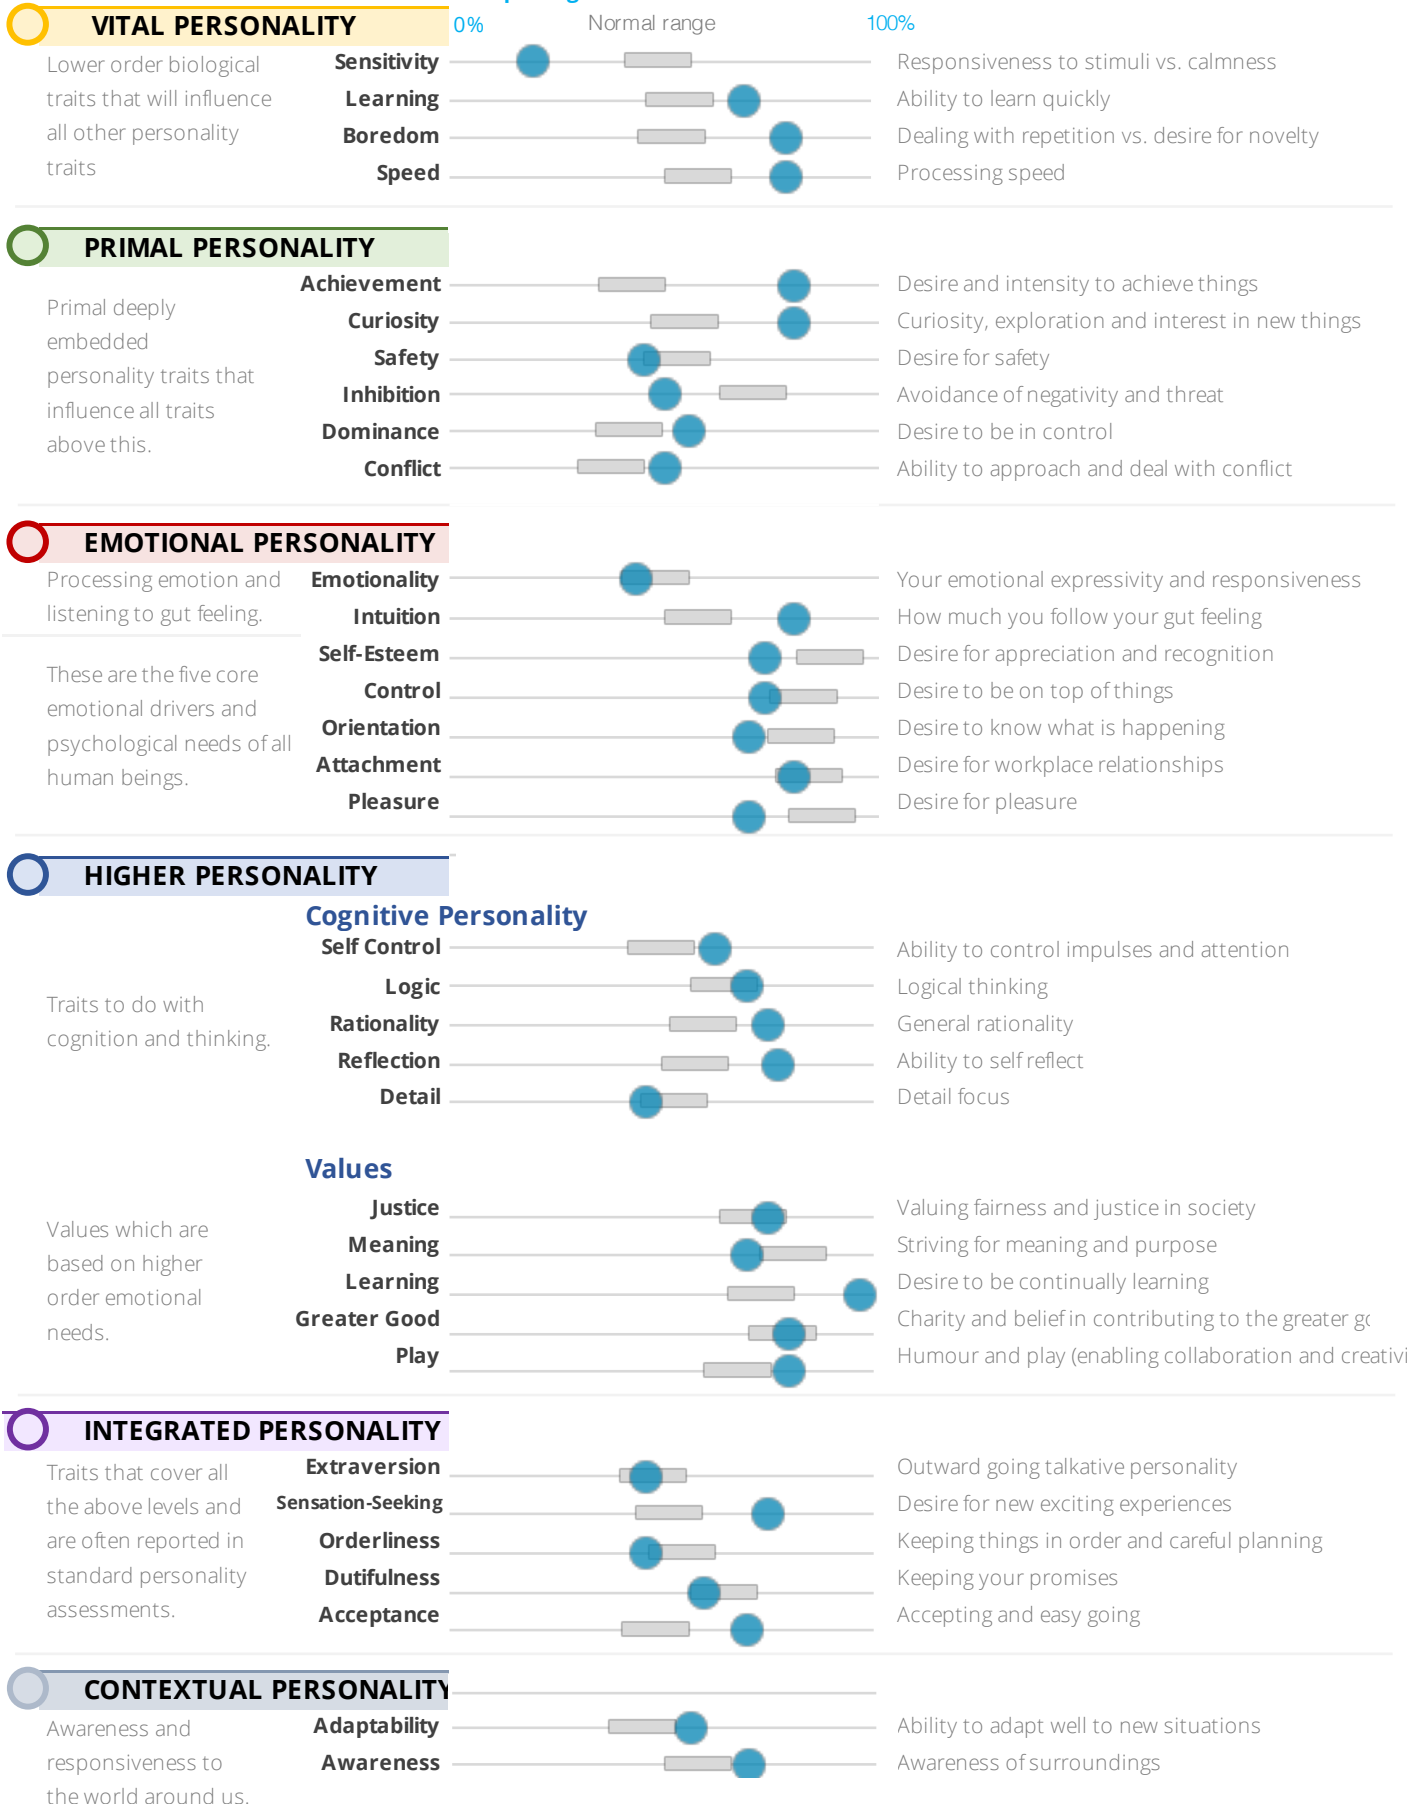 VITAL PERSONALITY
0%
Normal range
100%
Lower order biological
traits that will influence
all other personality
traits
Sensitivity
Responsiveness to stimuli vs. calmness
Learning
Ability to learn quickly
Boredom
Dealing with repetition vs. desire for novelty
Speed
Processing speed
PRIMAL PERSONALITY
Primal deeply
embedded
personality traits that
influence all traits
above this.
Achievement
Desire and intensity to achieve things
Curiosity
Curiosity, exploration and interest in new things
Safety
Desire for safety
Inhibition
Avoidance of negativity and threat
Dominance
Desire to be in control
Conflict
Ability to approach and deal with conflict
EMOTIONAL PERSONALITY
Processing emotion and
listening to gut feeling.
Emotionality
Your emotional expressivity and responsiveness
Intuition
How much you follow your gut feeling
These are the five core
emotional drivers and
psychological needs of all
human beings.
Self-Esteem
Desire for appreciation and recognition
Control
Desire to be on top of things
Orientation
Desire to know what is happening
Attachment
Desire for workplace relationships
Pleasure
Desire for pleasure
HIGHER PERSONALITY
Cognitive Personality
Traits to do with
cognition and thinking.
Self Control
Ability to control impulses and attention
Logic
Logical thinking
Rationality
General rationality
Reflection
Ability to self reflect
Detail
Detail focus
Values
Values which are
based on higher
order emotional
needs.
Justice
Valuing fairness and justice in society
Meaning
Striving for meaning and purpose
Learning
Desire to be continually learning
Greater Good
Charity and belief in contributing to the greater gc
Play
Humour and play (enabling collaboration and creativi
INTEGRATED PERSONALITY
Traits that cover all
the above levels and
are often reported in
standard personality
assessments.
Extraversion
Outward going talkative personality
Sensation-Seeking
Desire for new exciting experiences
Orderliness
Keeping things in order and careful planning
Dutifulness
Keeping your promises
Acceptance
Accepting and easy going
CONTEXTUAL PERSONALITY
Awareness and
responsiveness to
the world around us.
Adaptability
Ability to adapt well to new situations
Awareness
Awareness of surroundings